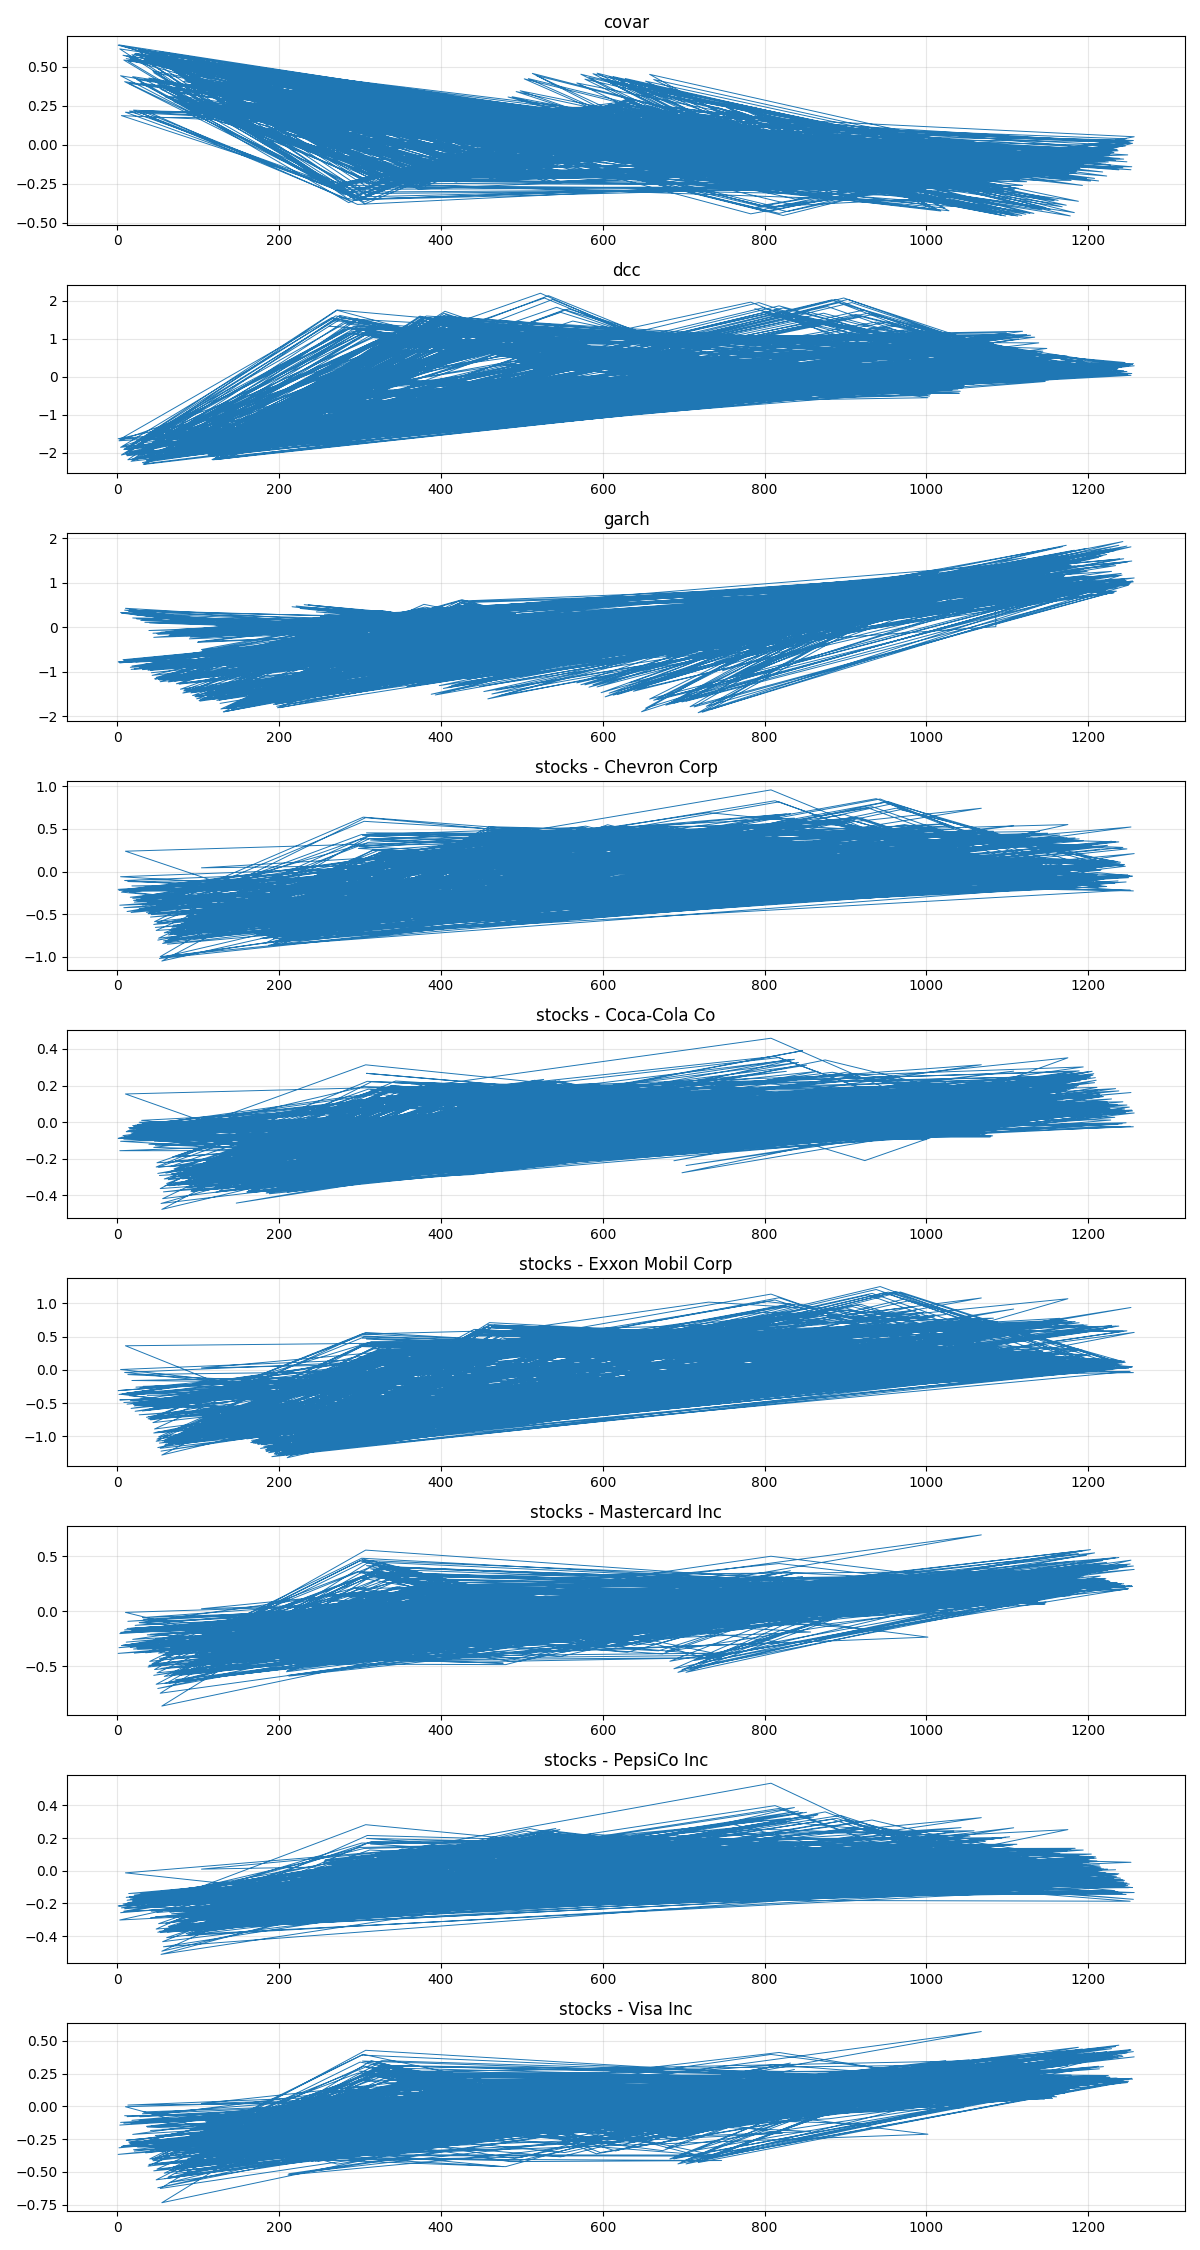 covar
0.50
0.25
0.00
−0.25
−0.50
0 200 400 600 800 1000 1200
dcc
2
1
0
−1
−2
0 200 400 600 800 1000 1200
garch
2
1
0
−1
−2
0 200 400 600 800 1000 1200
stocks - Chevron Corp
1.0
0.5
0.0
−0.5
−1.0
0 200 400 600 800 1000 1200
stocks - Coca-Cola Co
0.4
0.2
0.0
−0.2
−0.4
0 200 400 600 800 1000 1200
stocks - Exxon Mobil Corp
1.0
0.5
0.0
−0.5
−1.0
0 200 400 600 800 1000 1200
stocks - Mastercard Inc
0.5
0.0
−0.5
0 200 400 600 800 1000 1200
stocks - PepsiCo Inc
0.4
0.2
0.0
−0.2
−0.4
0 200 400 600 800 1000 1200
stocks - Visa Inc
0.50
0.25
0.00
−0.25
−0.50
−0.75
0 200 400 600 800 1000 1200